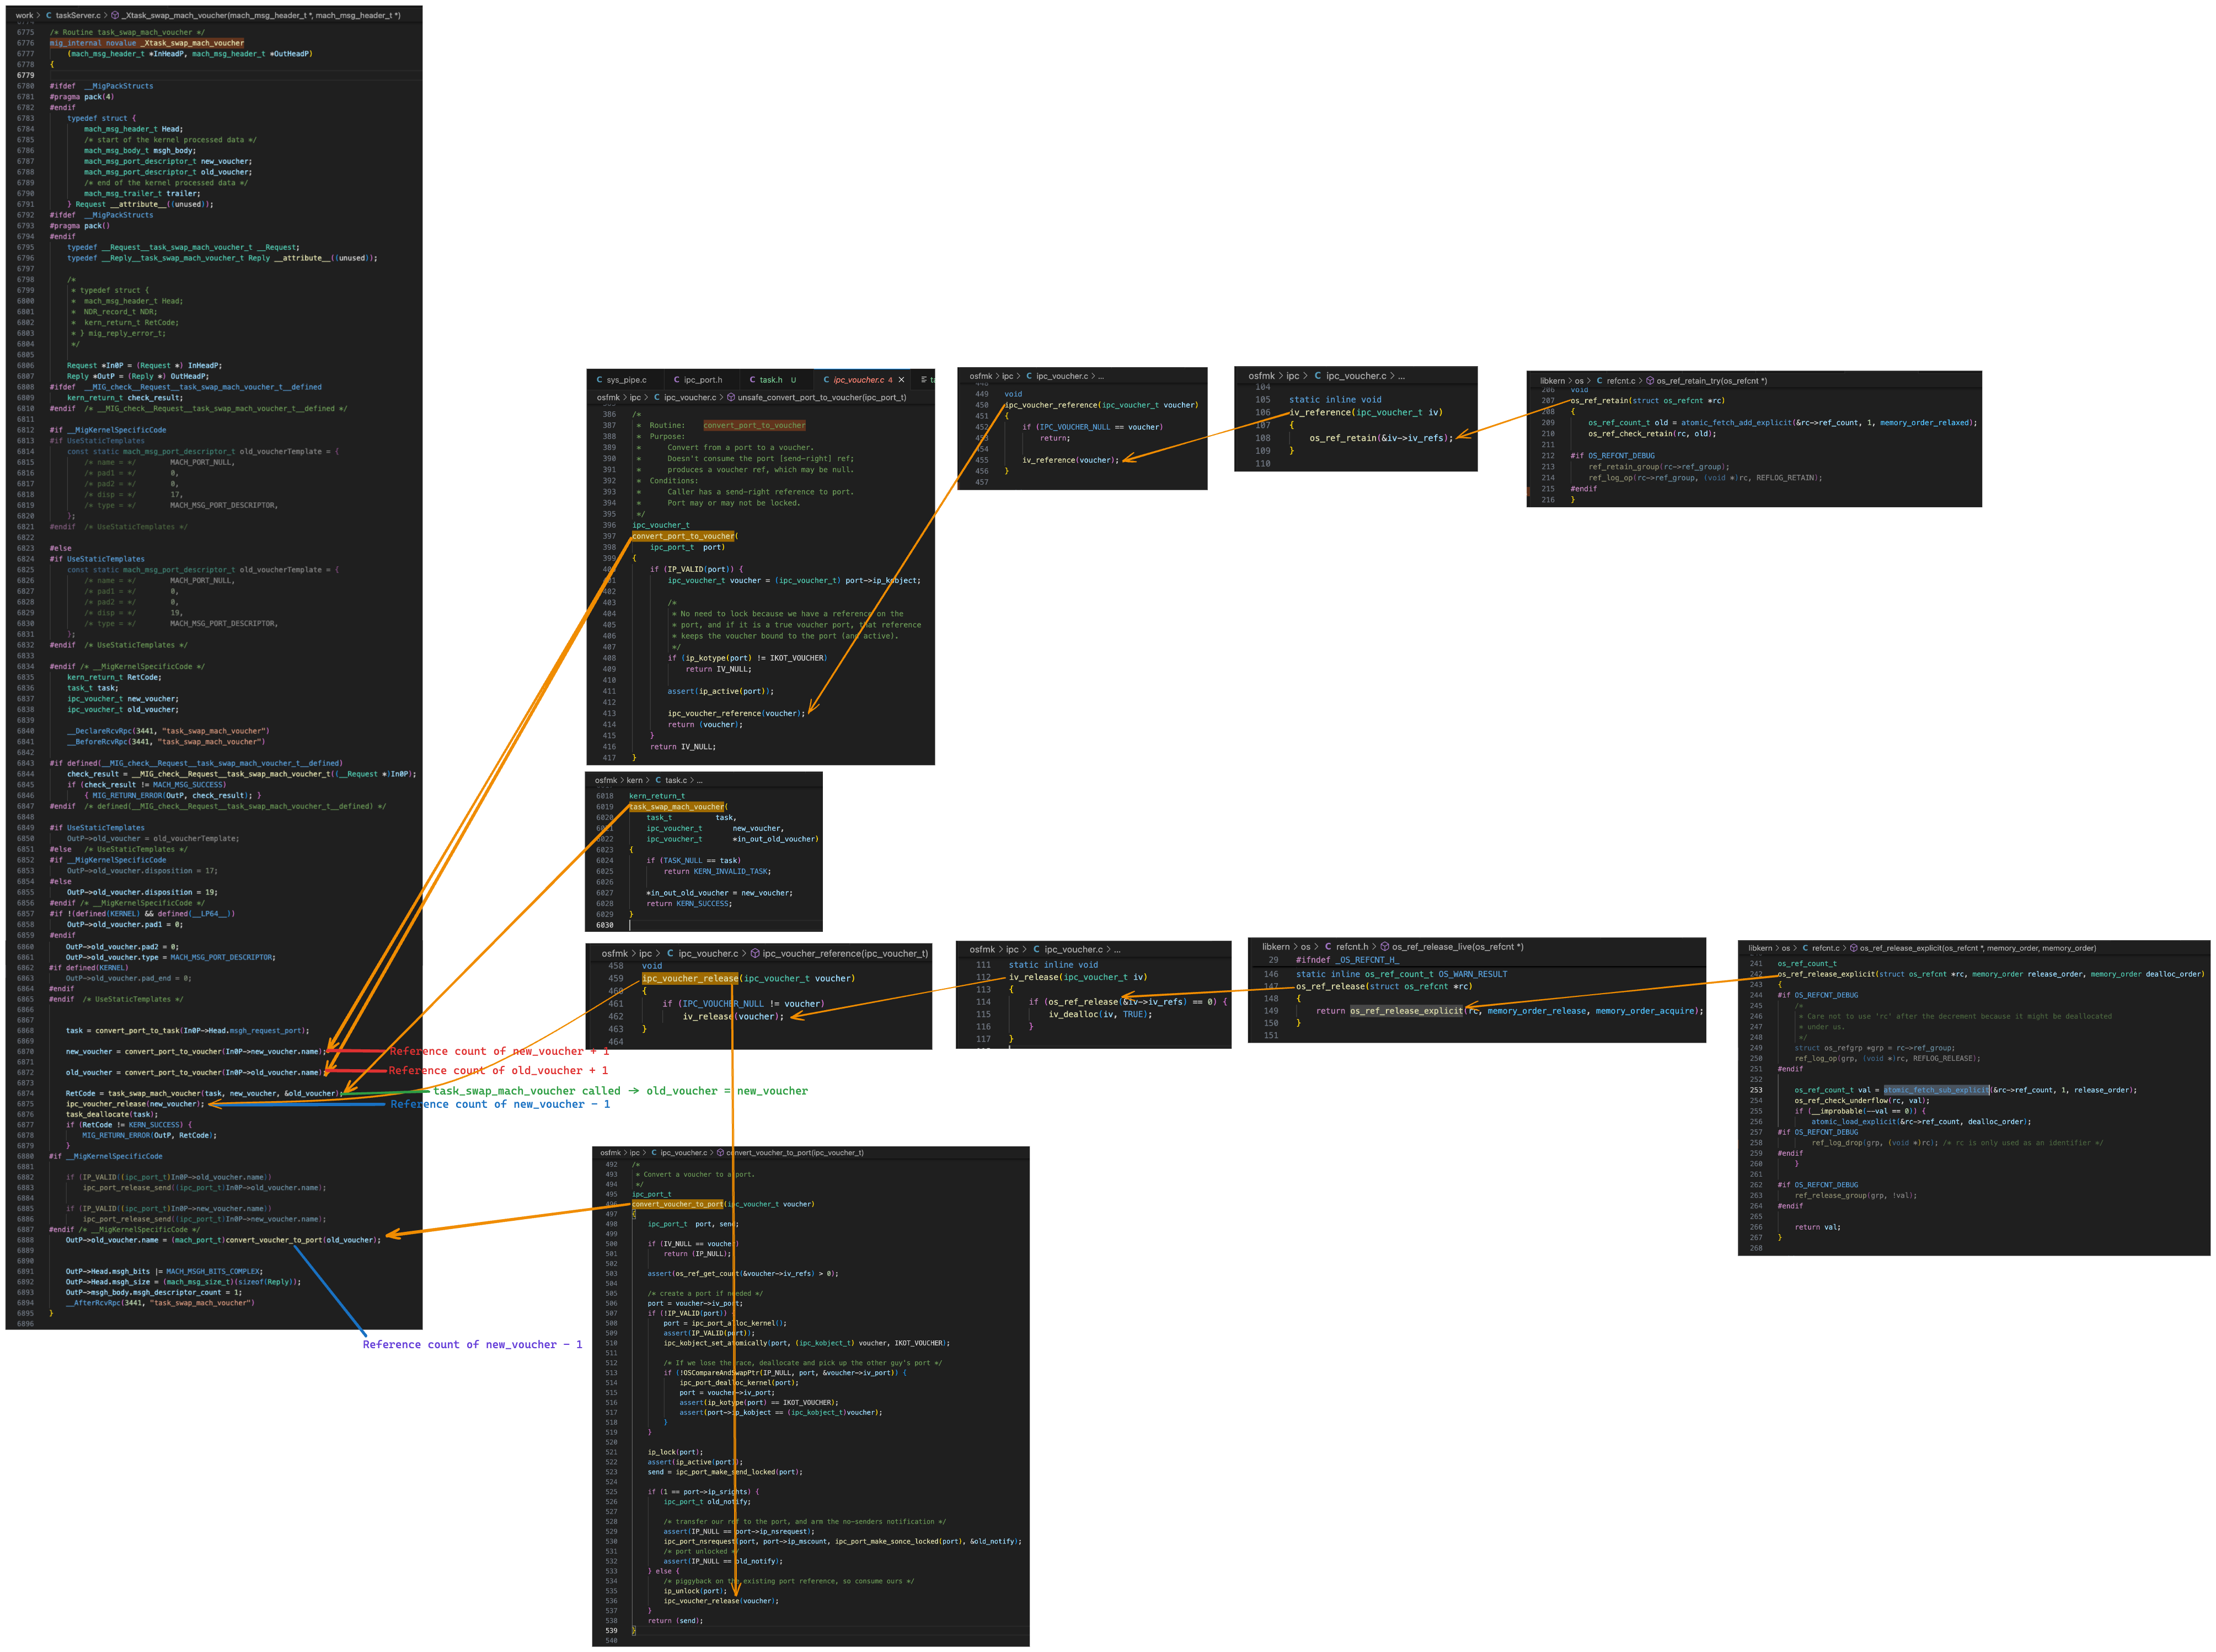 work > C taskServer.c > _Xtask_swap_mach_voucher(mach_msg_header_t *, mach_msg_header_t *)
6775 /* Routine task_swap_mach_voucher */
6776 mig_internal novalue _Xtask_swap_mach_voucher
6777 (mach_msg_header_t *InHeadP, mach_msg_header_t *OutHeadP)
6778 {
6779
6780 #ifdef __MigPackStructs
6781 #pragma pack(4)
6782 #endif
6783 typedef struct {
6784 mach_msg_header_t Head;
6785 /* start of the kernel processed data */
6786 mach_msg_body_t msgh_body;
6787 mach_msg_port_descriptor_t new_voucher;
6788 mach_msg_port_descriptor_t old_voucher;
6789 /* end of the kernel processed data */
6790 mach_msg_trailer_t trailer;
6791 } Request __attribute__((unused));
6792 #ifdef __MigPackStructs
6793 #pragma pack()
6794 #endif
6795 typedef __Request__task_swap_mach_voucher_t __Request;
6796 typedef __Reply__task_swap_mach_voucher_t Reply __attribute__((unused));
6797
6798 /*
6799 * typedef struct {
6800 * mach_msg_header_t Head;
6801 * NDR_record_t NDR;
6802 * kern_return_t RetCode;
6803 * } mig_reply_error_t;
6804 */
6805
6806 Request *In0P = (Request *) InHeadP;
6807 Reply *OutP = (Reply *) OutHeadP;
6808 #ifdef __MIG_check__Request__task_swap_mach_voucher_t__defined
6809 kern_return_t check_result;
6810 #endif /* __MIG_check__Request__task_swap_mach_voucher_t__defined */
6811
6812 #if __MigKernelSpecificCode
6813 #if UseStaticTemplates
6814 const static mach_msg_port_descriptor_t old_voucherTemplate = {
6815 /* name = */ MACH_PORT_NULL,
6816 /* pad1 = */ 0,
6817 /* pad2 = */ 0,
6818 /* disp = */ 17,
6819 /* type = */ MACH_MSG_PORT_DESCRIPTOR,
6820 };
6821 #endif /* UseStaticTemplates */
6822
6823 #else
6824 #if UseStaticTemplates
6825 const static mach_msg_port_descriptor_t old_voucherTemplate = {
6826 /* name = */ MACH_PORT_NULL,
6827 /* pad1 = */ 0,
6828 /* pad2 = */ 0,
6829 /* disp = */ 19,
6830 /* type = */ MACH_MSG_PORT_DESCRIPTOR,
6831 };
6832 #endif /* UseStaticTemplates */
6833
6834 #endif /* __MigKernelSpecificCode */
6835 kern_return_t RetCode;
6836 task_t task;
6837 ipc_voucher_t new_voucher;
6838 ipc_voucher_t old_voucher;
6839
6840 __DeclareRcvRpc(3441, "task_swap_mach_voucher")
6841 __BeforeRcvRpc(3441, "task_swap_mach_voucher")
6842
6843 #if defined(__MIG_check__Request__task_swap_mach_voucher_t__defined)
6844 check_result = __MIG_check__Request__task_swap_mach_voucher_t((__Request *)In0P);
6845 if (check_result != MACH_MSG_SUCCESS)
6846 { MIG_RETURN_ERROR(OutP, check_result); }
6847 #endif /* defined(__MIG_check__Request__task_swap_mach_voucher_t__defined) */
6848
6849 #if UseStaticTemplates
6850 OutP->old_voucher = old_voucherTemplate;
6851 #else /* UseStaticTemplates */
6852 #if __MigKernelSpecificCode
6853 OutP->old_voucher.disposition = 17;
6854 #else
6855 OutP->old_voucher.disposition = 19;
6856 #endif /* __MigKernelSpecificCode */
6857 #if !(defined(KERNEL) && defined(__LP64__))
6858 OutP->old_voucher.pad1 = 0;
6859 #endif
6860 OutP->old_voucher.pad2 = 0;
6861 OutP->old_voucher.type = MACH_MSG_PORT_DESCRIPTOR;
6862 #if defined(KERNEL)
6863 OutP->old_voucher.pad_end = 0;
6864 #endif
6865 #endif /* UseStaticTemplates */
6866
6867
6868 task = convert_port_to_task(In0P->Head.msgh_request_port);
6869
6870 new_voucher = convert_port_to_voucher(In0P->new_voucher.name);
6871
6872 old_voucher = convert_port_to_voucher(In0P->old_voucher.name);
6873
6874 RetCode = task_swap_mach_voucher(task, new_voucher, &old_voucher);
6875 ipc_voucher_release(new_voucher);
6876 task_deallocate(task);
6877 if (RetCode != KERN_SUCCESS) {
6878 MIG_RETURN_ERROR(OutP, RetCode);
6879 }
6880 #if __MigKernelSpecificCode
6881
6882 if (IP_VALID((ipc_port_t)In0P->old_voucher.name))
6883 ipc_port_release_send((ipc_port_t)In0P->old_voucher.name);
6884
6885 if (IP_VALID((ipc_port_t)In0P->new_voucher.name))
6886 ipc_port_release_send((ipc_port_t)In0P->new_voucher.name);
6887 #endif /* __MigKernelSpecificCode */
6888 OutP->old_voucher.name = (mach_port_t)convert_voucher_to_port(old_voucher);
6889
6890
6891 OutP->Head.msgh_bits |= MACH_MSGH_BITS_COMPLEX;
6892 OutP->Head.msgh_size = (mach_msg_size_t)(sizeof(Reply));
6893 OutP->msgh_body.msgh_descriptor_count = 1;
6894 __AfterRcvRpc(3441, "task_swap_mach_voucher")
6895 }
6896
Reference count of new_voucher + 1
Reference count of old_voucher + 1
task_swap_mach_voucher called → old_voucher = new_voucher
Reference count of new_voucher - 1
Reference count of new_voucher - 1
C sys_pipe.c C ipc_port.h C task.h U C ipc_voucher.c 4 ×
osfmk > ipc > C ipc_voucher.c > unsafe_convert_port_to_voucher(ipc_port_t)
386 /*
387 * Routine: convert_port_to_voucher
388 * Purpose:
389 * Convert from a port to a voucher.
390 * Doesn't consume the port [send-right] ref;
391 * produces a voucher ref, which may be null.
392 * Conditions:
393 * Caller has a send-right reference to port.
394 * Port may or may not be locked.
395 */
396 ipc_voucher_t
397 convert_port_to_voucher(
398 ipc_port_t port)
399 {
400 if (IP_VALID(port)) {
401 ipc_voucher_t voucher = (ipc_voucher_t) port->ip_kobject;
402
403 /*
404 * No need to lock because we have a reference on the
405 * port, and if it is a true voucher port, that reference
406 * keeps the voucher bound to the port (and active).
407 */
408 if (ip_kotype(port) != IKOT_VOUCHER)
409 return IV_NULL;
410
411 assert(ip_active(port));
412
413 ipc_voucher_reference(voucher);
414 return (voucher);
415 }
416 return IV_NULL;
417 }
osfmk > ipc > C ipc_voucher.c > ...
449 void
450 ipc_voucher_reference(ipc_voucher_t voucher)
451 {
452 if (IPC_VOUCHER_NULL == voucher)
453 return;
454
455 iv_reference(voucher);
456 }
457
osfmk > ipc > C ipc_voucher.c > ...
104
105 static inline void
106 iv_reference(ipc_voucher_t iv)
107 {
108 os_ref_retain(&iv->iv_refs);
109 }
110
libkern > os > C refcnt.c > os_ref_retain_try(os_refcnt *)
206 void
207 os_ref_retain(struct os_refcnt *rc)
208 {
209 os_ref_count_t old = atomic_fetch_add_explicit(&rc->ref_count, 1, memory_order_relaxed);
210 os_ref_check_retain(rc, old);
211
212 #if OS_REFCNT_DEBUG
213 ref_retain_group(rc->ref_group);
214 ref_log_op(rc->ref_group, (void *)rc, REFLOG_RETAIN);
215 #endif
216 }
osfmk > kern > C task.c > ...
6018 kern_return_t
6019 task_swap_mach_voucher(
6020 task_t task,
6021 ipc_voucher_t new_voucher,
6022 ipc_voucher_t *in_out_old_voucher)
6023 {
6024 if (TASK_NULL == task)
6025 return KERN_INVALID_TASK;
6026
6027 *in_out_old_voucher = new_voucher;
6028 return KERN_SUCCESS;
6029 }
6030
osfmk > ipc > C ipc_voucher.c > ipc_voucher_reference(ipc_voucher_t)
458 void
459 ipc_voucher_release(ipc_voucher_t voucher)
460 {
461 if (IPC_VOUCHER_NULL != voucher)
462 iv_release(voucher);
463 }
464
osfmk > ipc > C ipc_voucher.c > ...
111 static inline void
112 iv_release(ipc_voucher_t iv)
113 {
114 if (os_ref_release(&iv->iv_refs) == 0) {
115 iv_dealloc(iv, TRUE);
116 }
117 }
libkern > os > C refcnt.h > os_ref_release_live(os_refcnt *)
29 #ifndef _OS_REFCNT_H_
146 static inline os_ref_count_t OS_WARN_RESULT
147 os_ref_release(struct os_refcnt *rc)
148 {
149 return os_ref_release_explicit(rc, memory_order_release, memory_order_acquire);
150 }
151
libkern > os > C refcnt.c > os_ref_release_explicit(os_refcnt *, memory_order, memory_order)
241 os_ref_count_t
242 os_ref_release_explicit(struct os_refcnt *rc, memory_order release_order, memory_order dealloc_order)
243 {
244 #if OS_REFCNT_DEBUG
245 /*
246 * Care not to use 'rc' after the decrement because it might be deallocated
247 * under us.
248 */
249 struct os_refgrp *grp = rc->ref_group;
250 ref_log_op(grp, (void *)rc, REFLOG_RELEASE);
251 #endif
252
253 os_ref_count_t val = atomic_fetch_sub_explicit(&rc->ref_count, 1, release_order);
254 os_ref_check_underflow(rc, val);
255 if (__improbable(--val == 0)) {
256 atomic_load_explicit(&rc->ref_count, dealloc_order);
257 #if OS_REFCNT_DEBUG
258 ref_log_drop(grp, (void *)rc); /* rc is only used as an identifier */
259 #endif
260 }
261
262 #if OS_REFCNT_DEBUG
263 ref_release_group(grp, !val);
264 #endif
265
266 return val;
267 }
268
osfmk > ipc > C ipc_voucher.c > convert_voucher_to_port(ipc_voucher_t)
492 /*
493 * Convert a voucher to a port.
494 */
495 ipc_port_t
496 convert_voucher_to_port(ipc_voucher_t voucher)
497 {
498 ipc_port_t port, send;
499
500 if (IV_NULL == voucher)
501 return (IP_NULL);
502
503 assert(os_ref_get_count(&voucher->iv_refs) > 0);
504
505 /* create a port if needed */
506 port = voucher->iv_port;
507 if (!IP_VALID(port)) {
508 port = ipc_port_alloc_kernel();
509 assert(IP_VALID(port));
510 ipc_kobject_set_atomically(port, (ipc_kobject_t) voucher, IKOT_VOUCHER);
511
512 /* If we lose the race, deallocate and pick up the other guy's port */
513 if (!OSCompareAndSwapPtr(IP_NULL, port, &voucher->iv_port)) {
514 ipc_port_dealloc_kernel(port);
515 port = voucher->iv_port;
516 assert(ip_kotype(port) == IKOT_VOUCHER);
517 assert(port->ip_kobject == (ipc_kobject_t)voucher);
518 }
519 }
520
521 ip_lock(port);
522 assert(ip_active(port));
523 send = ipc_port_make_send_locked(port);
524
525 if (1 == port->ip_srights) {
526 ipc_port_t old_notify;
527
528 /* transfer our ref to the port, and arm the no-senders notification */
529 assert(IP_NULL == port->ip_nsrequest);
530 ipc_port_nsrequest(port, port->ip_mscount, ipc_port_make_sonce_locked(port), &old_notify);
531 /* port unlocked */
532 assert(IP_NULL == old_notify);
533 } else {
534 /* piggyback on the existing port reference, so consume ours */
535 ip_unlock(port);
536 ipc_voucher_release(voucher);
537 }
538 return (send);
539 }
540